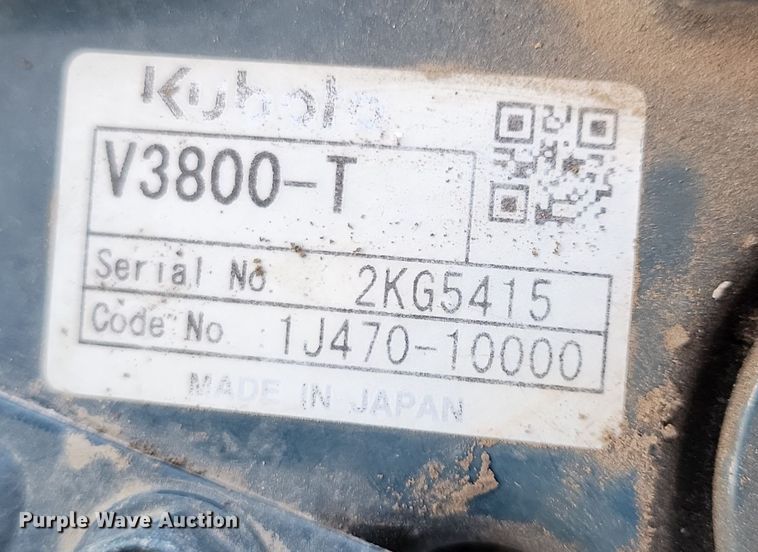 Kubota
V3800-T
Serial No. 2KG5415
Code No 1J470-10000
MADE IN JAPAN
Purple Wave Auction